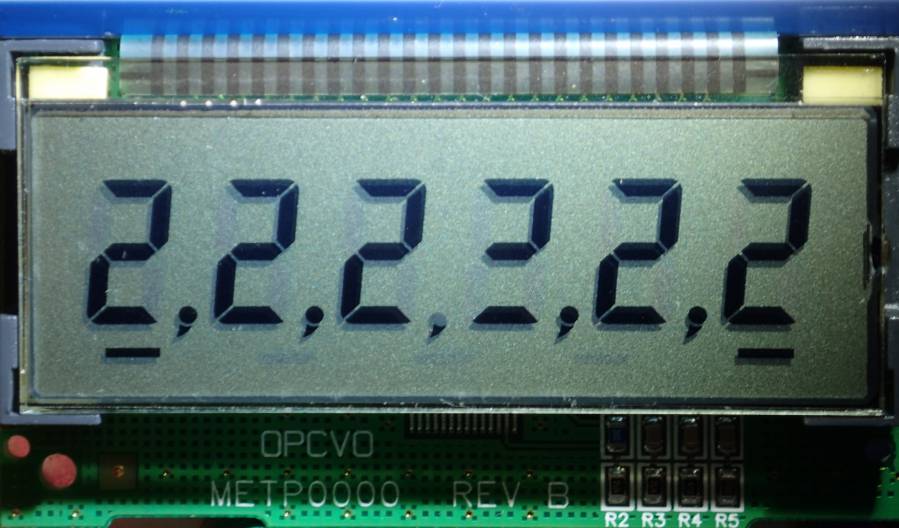 2,2,2,2,2,2
OPCVO
METP0000 REV B
R2 R3 R4 R5